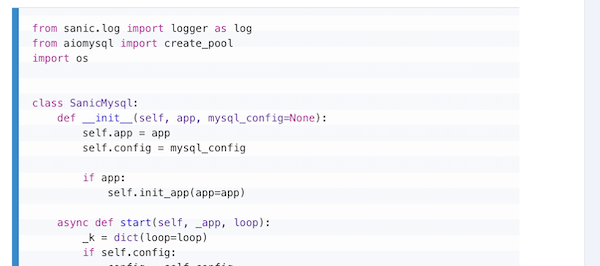 from sanic.log import logger as log
from aiomysql import create_pool
import os
class SanicMysql:
def __init__(self, app, mysql_config=None):
self.app = app
self.config = mysql_config
if app:
self.init_app(app=app)
async def start(self, _app, loop):
_k = dict(loop=loop)
if self.config: